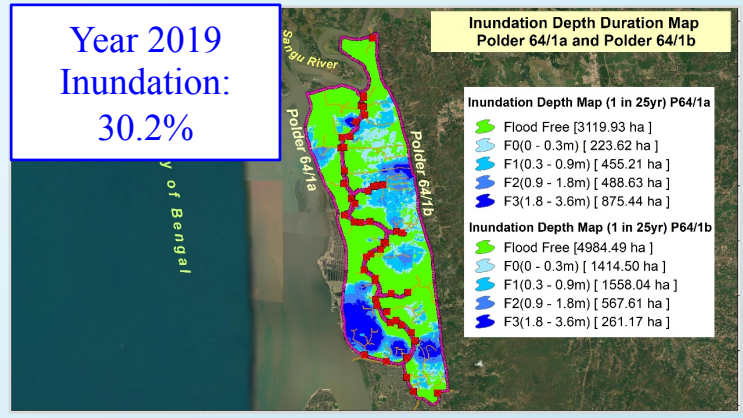 Year 2019
Inundation:
30.2%
Inundation Depth Duration Map
Polder 64/1a and Polder 64/1b
Sangu River
Polder 64/1a
Polder 64/1b
y of Bengal
Inundation Depth Map (1 in 25yr) P64/1a
Flood Free [3119.93 ha ]
F0(0 - 0.3m) [ 223.62 ha ]
F1(0.3 - 0.9m) [ 455.21 ha ]
F2(0.9 - 1.8m) [ 488.63 ha ]
F3(1.8 - 3.6m) [ 875.44 ha ]
Inundation Depth Map (1 in 25yr) P64/1b
Flood Free [4984.49 ha ]
F0(0 - 0.3m) [ 1414.50 ha ]
F1(0.3 - 0.9m) [ 1558.04 ha ]
F2(0.9 - 1.8m) [ 567.61 ha ]
F3(1.8 - 3.6m) [ 261.17 ha ]